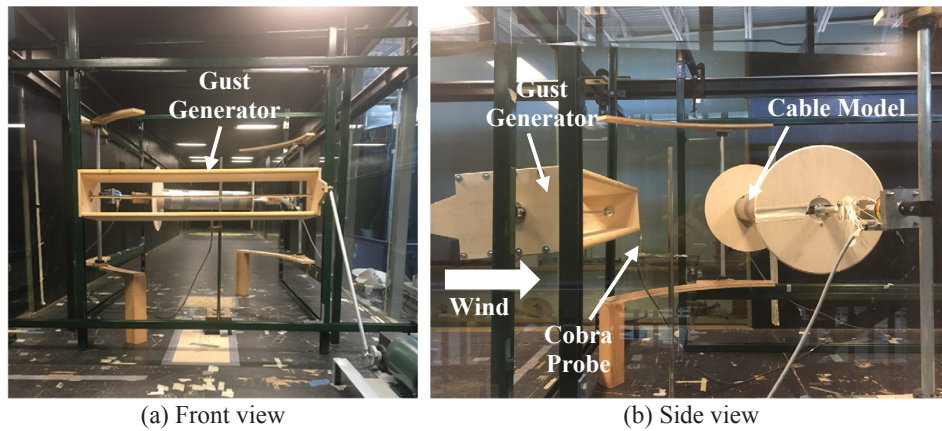 Gust
Generator
Gust
Generator
Cable Model
Wind
Cobra
Probe
(a) Front view
(b) Side view